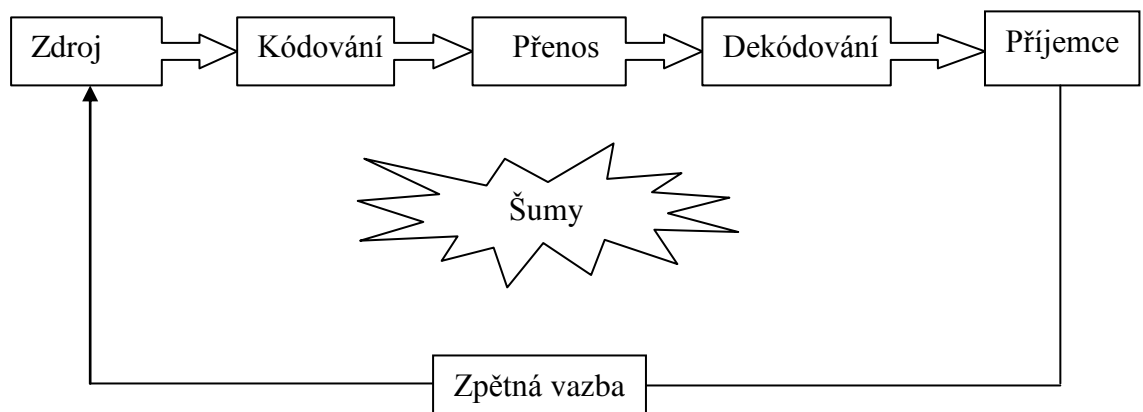 Zdroj
Kódování
Přenos
Dekódování
Příjemce
Šumy
Zpětná vazba